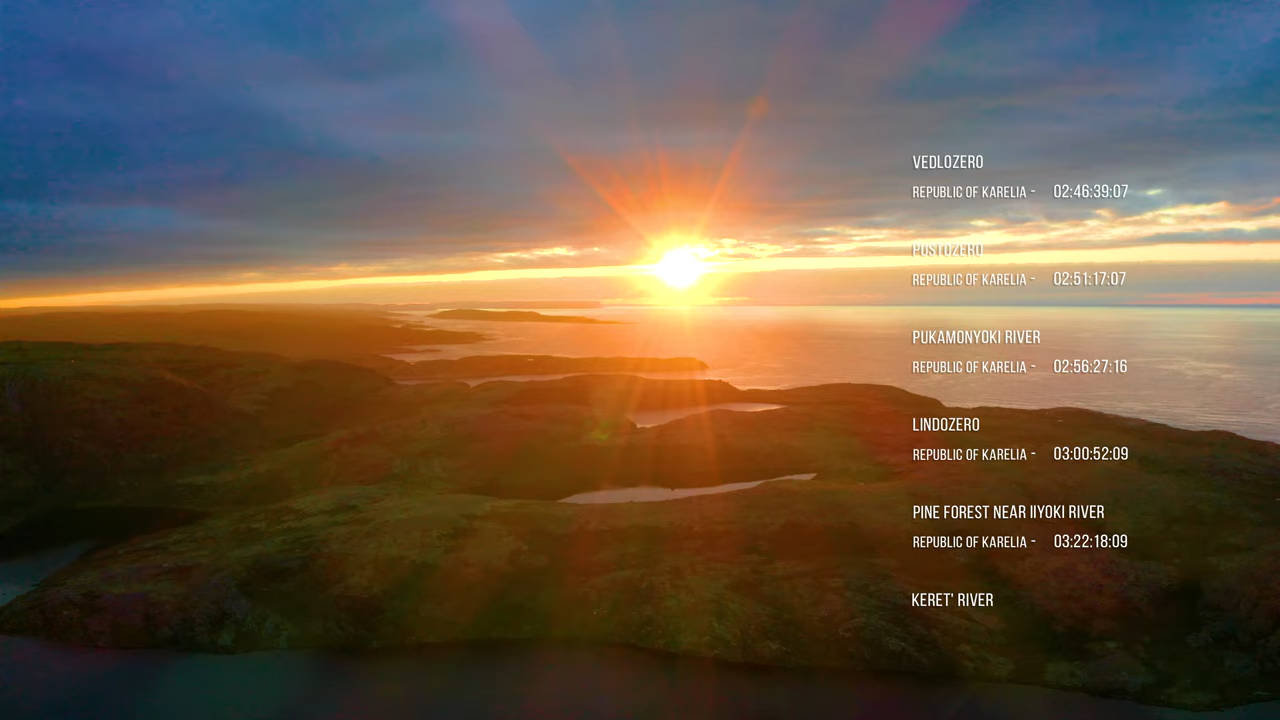 VEDLOZERO
REPUBLIC OF KARELIA - 02:46:39:07
PUSTOZERO
REPUBLIC OF KARELIA - 02:51:17:07
PUKAMONYOKI RIVER
REPUBLIC OF KARELIA - 02:56:27:16
LINDOZERO
REPUBLIC OF KARELIA - 03:00:52:09
PINE FOREST NEAR IIYOKI RIVER
REPUBLIC OF KARELIA - 03:22:18:09
KERET' RIVER